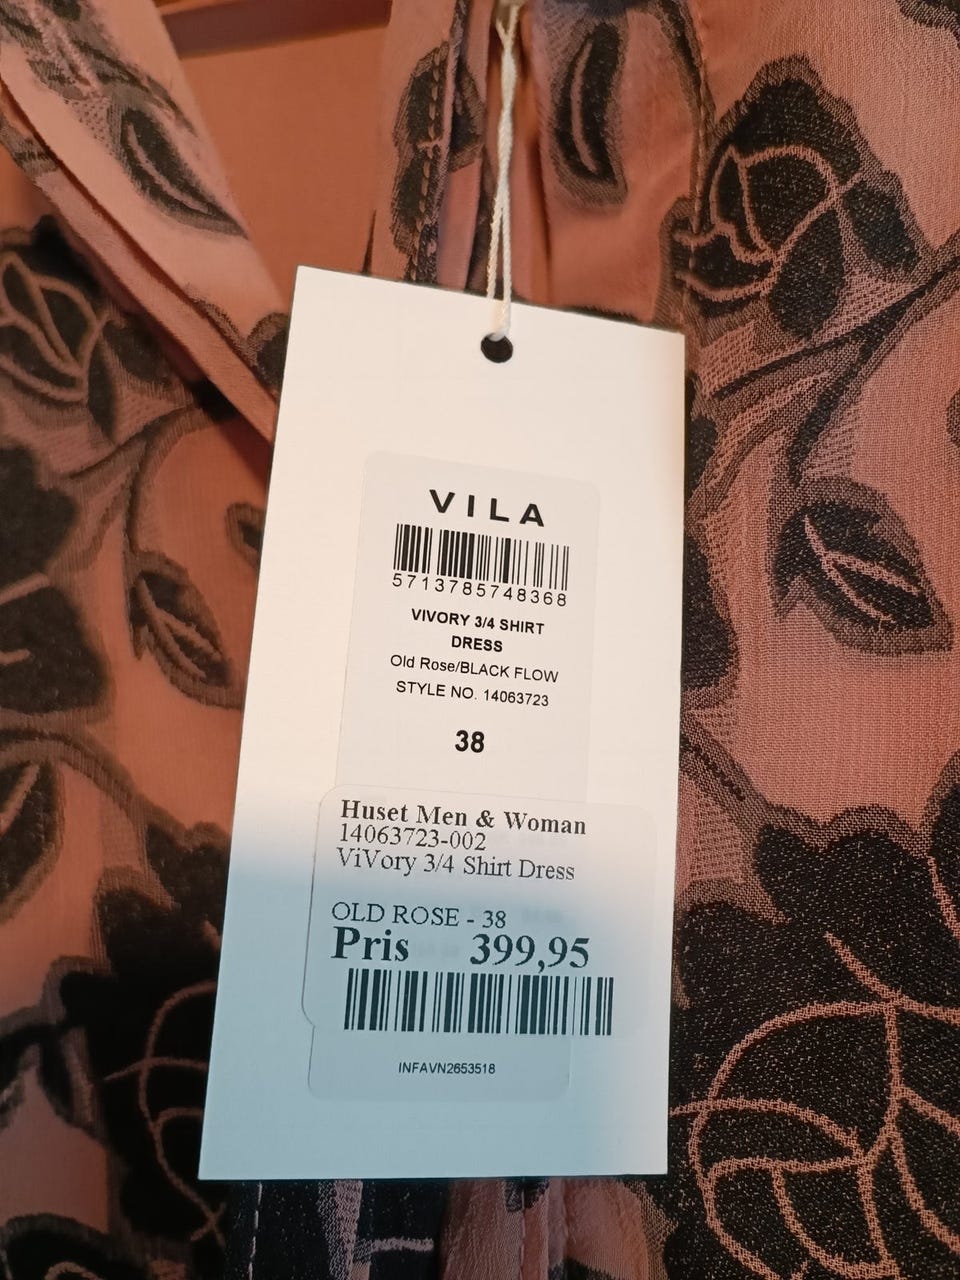 VILA
5713785748368
VIVORY 3/4 SHIRT
DRESS
Old Rose/BLACK FLOW
STYLE NO. 14063723
38
Huset Men & Woman
14063723-002
ViVory 3/4 Shirt Dress
OLD ROSE - 38
Pris 399,95
INFAVN2653518